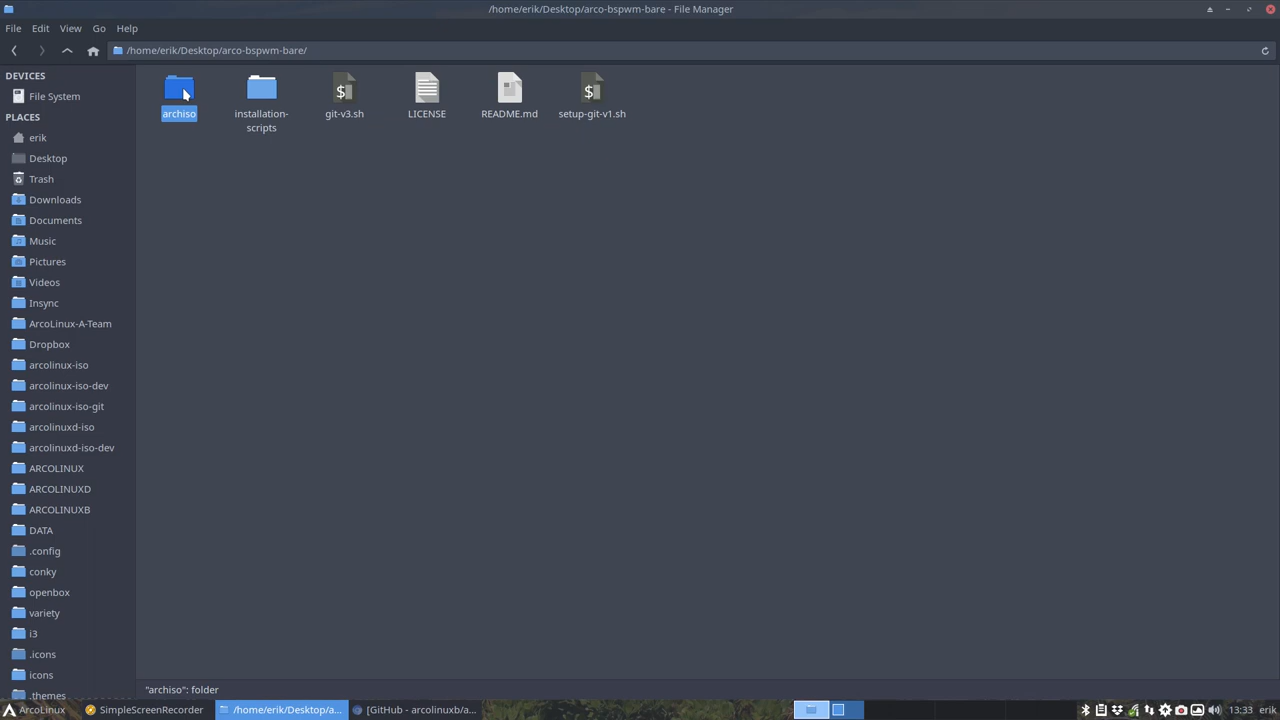 /home/erik/Desktop/arco-bspwm-bare - File Manager
File Edit View Go Help
/home/erik/Desktop/arco-bspwm-bare/
DEVICES
File System
PLACES
erik
Desktop
Trash
Downloads
Documents
Music
Pictures
Videos
Insync
ArcoLinux-A-Team
Dropbox
arcolinux-iso
arcolinux-iso-dev
arcolinux-iso-git
arcolinuxd-iso
arcolinuxd-iso-dev
ARCOLINUX
ARCOLINUXD
ARCOLINUXB
DATA
.config
conky
openbox
variety
i3
.icons
icons
.themes
archiso
installation-
scripts
git-v3.sh
LICENSE
README.md
setup-git-v1.sh
"archiso": folder
ArcoLinux
SimpleScreenRecorder
/home/erik/Desktop/a...
[GitHub - arcolinuxb/a...
13:33
erik